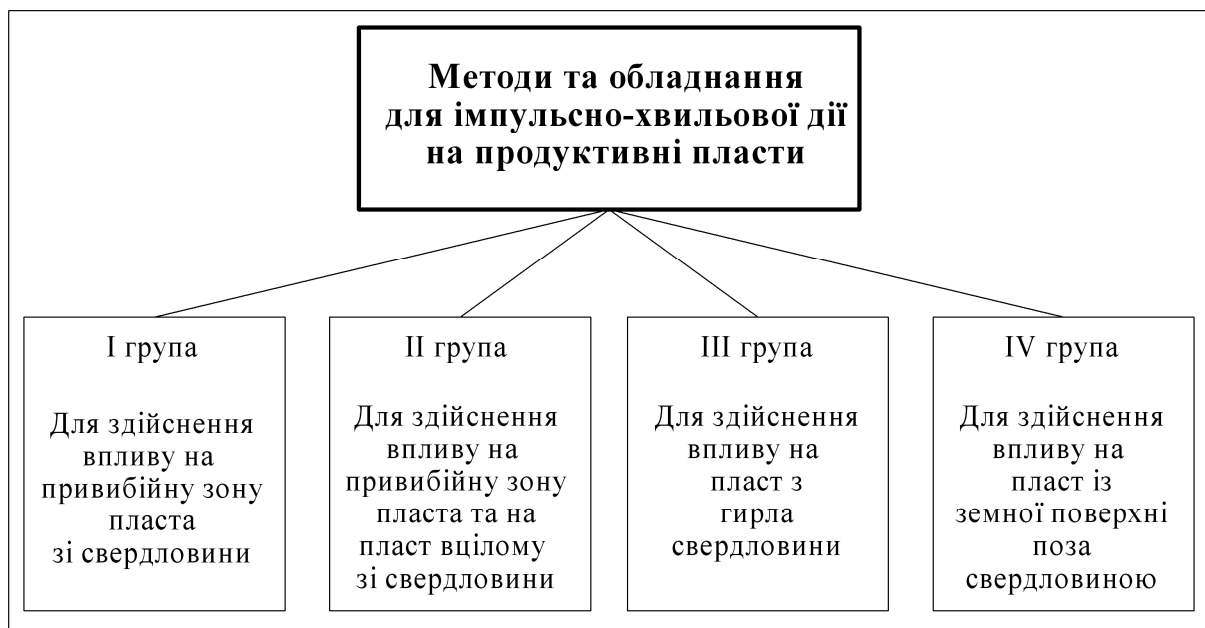 Методи та обладнання
для імпульсно-хвильової дії
на продуктивні пласти
І група
Для здійснення
впливу на
привибійну зону
пласта
зі свердловини
ІІ група
Для здійснення
впливу на
привибійну зону
пласта та на
пласт вцілому
зі свердловини
ІІІ група
Для здійснення
впливу на
пласт з
гирла
свердловини
IV група
Для здійснення
впливу на
пласт із
земної поверхні
поза
свердловиною